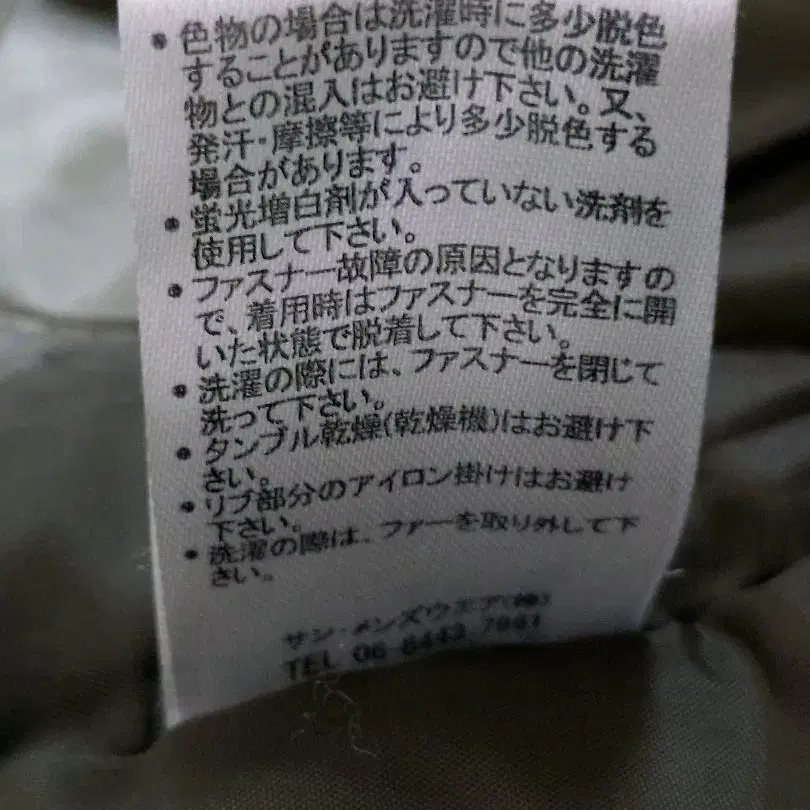 • 色物の場合は洗濯時に多少脱色
することがありますので他の洗濯
物との混入はお避け下さい。又、
発汗・摩擦等により多少脱色する
場合があります。
• 蛍光増白剤が入っていない洗剤を
使用して下さい。
• ファスナー故障の原因となりますの
で、着用時はファスナーを完全に開
いた状態で脱着して下さい。
• 洗濯の際には、ファスナーを閉じて
洗って下さい。
• タンブル乾燥(乾燥機)はお避け下
さい。
• リブ部分のアイロン掛けはお避け
下さい。
• 洗濯の際は、ファーを取り外して下
さい。
サン・メンズウエア(株)
TEL 06 6443